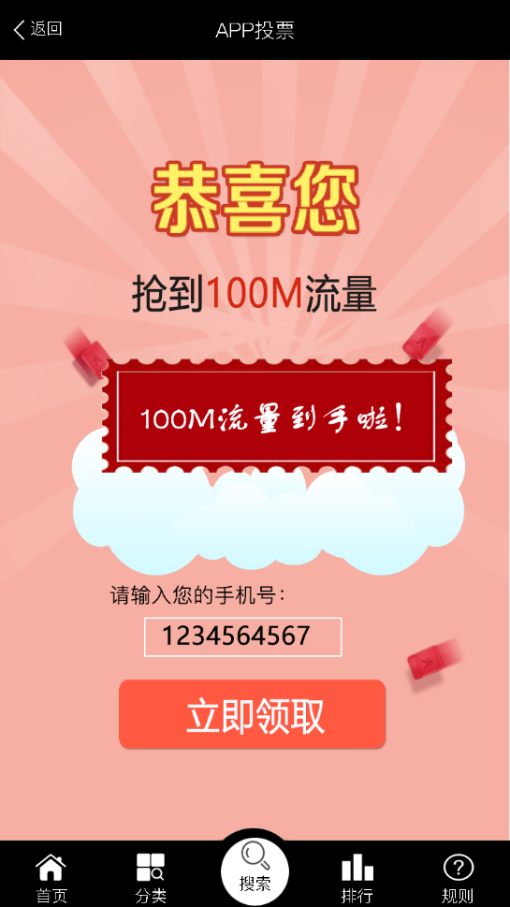 返回
APP投票
恭喜您
抢到100M流量
100M流量到手啦!
请输入您的手机号:
1234564567
立即领取
首页
分类
搜索
排行
规则